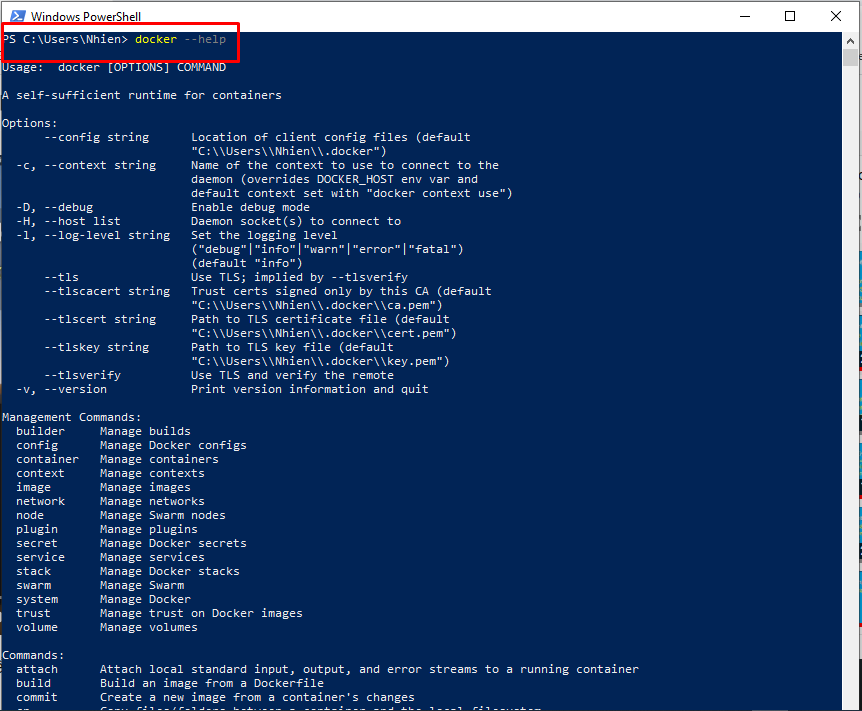 Windows PowerShell
PS C:\Users\Nhien> docker --help
Usage:  docker [OPTIONS] COMMAND
A self-sufficient runtime for containers
Options:
      --config string      Location of client config files (default
                           "C:\\Users\\Nhien\\.docker")
  -c, --context string     Name of the context to use to connect to the
                           daemon (overrides DOCKER_HOST env var and
                           default context set with "docker context use")
  -D, --debug              Enable debug mode
  -H, --host list          Daemon socket(s) to connect to
  -l, --log-level string   Set the logging level
                           ("debug"|"info"|"warn"|"error"|"fatal")
                           (default "info")
      --tls                Use TLS; implied by --tlsverify
      --tlscacert string   Trust certs signed only by this CA (default
                           "C:\\Users\\Nhien\\.docker\\ca.pem")
      --tlscert string     Path to TLS certificate file (default
                           "C:\\Users\\Nhien\\.docker\\cert.pem")
      --tlskey string      Path to TLS key file (default
                           "C:\\Users\\Nhien\\.docker\\key.pem")
      --tlsverify          Use TLS and verify the remote
  -v, --version            Print version information and quit
Management Commands:
  builder     Manage builds
  config      Manage Docker configs
  container   Manage containers
  context     Manage contexts
  image       Manage images
  network     Manage networks
  node        Manage Swarm nodes
  plugin      Manage plugins
  secret      Manage Docker secrets
  service     Manage services
  stack       Manage Docker stacks
  swarm       Manage Swarm
  system      Manage Docker
  trust       Manage trust on Docker images
  volume      Manage volumes
Commands:
  attach      Attach local standard input, output, and error streams to a running container
  build       Build an image from a Dockerfile
  commit      Create a new image from a container's changes
  cp          Copy files/folders between a container and the local filesystem